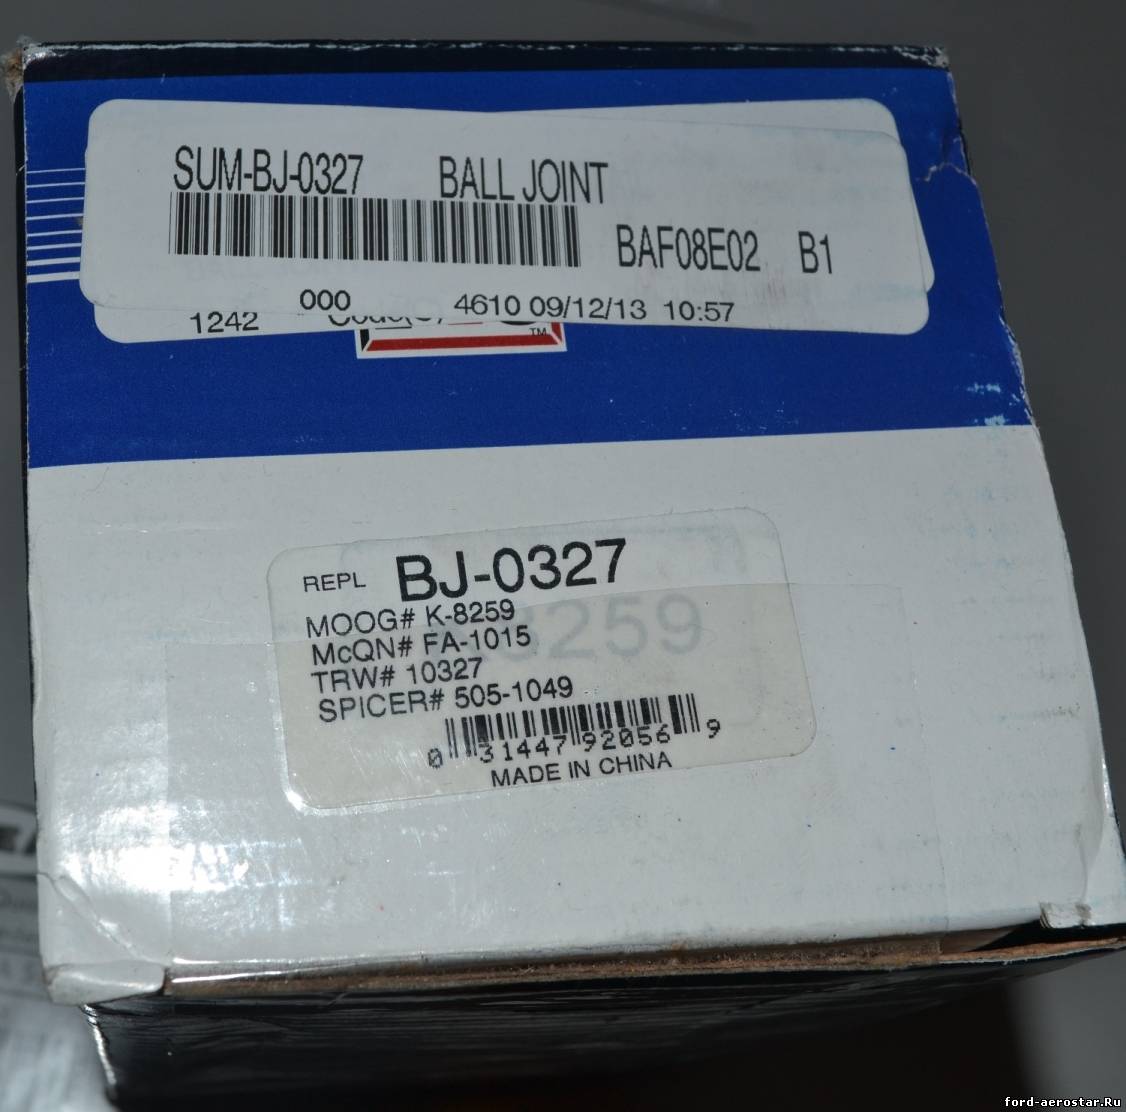 SUM-BJ-0327 BALL JOINT
BAF08E02 B1
000 4610 09/12/13 10:57
1242
TM
REPL BJ-0327
MOOG# K-8259
McQN# FA-1015
TRW# 10327
SPICER# 505-1049
8259
0 31447 92056 9
MADE IN CHINA
ford-aerostar.Ru